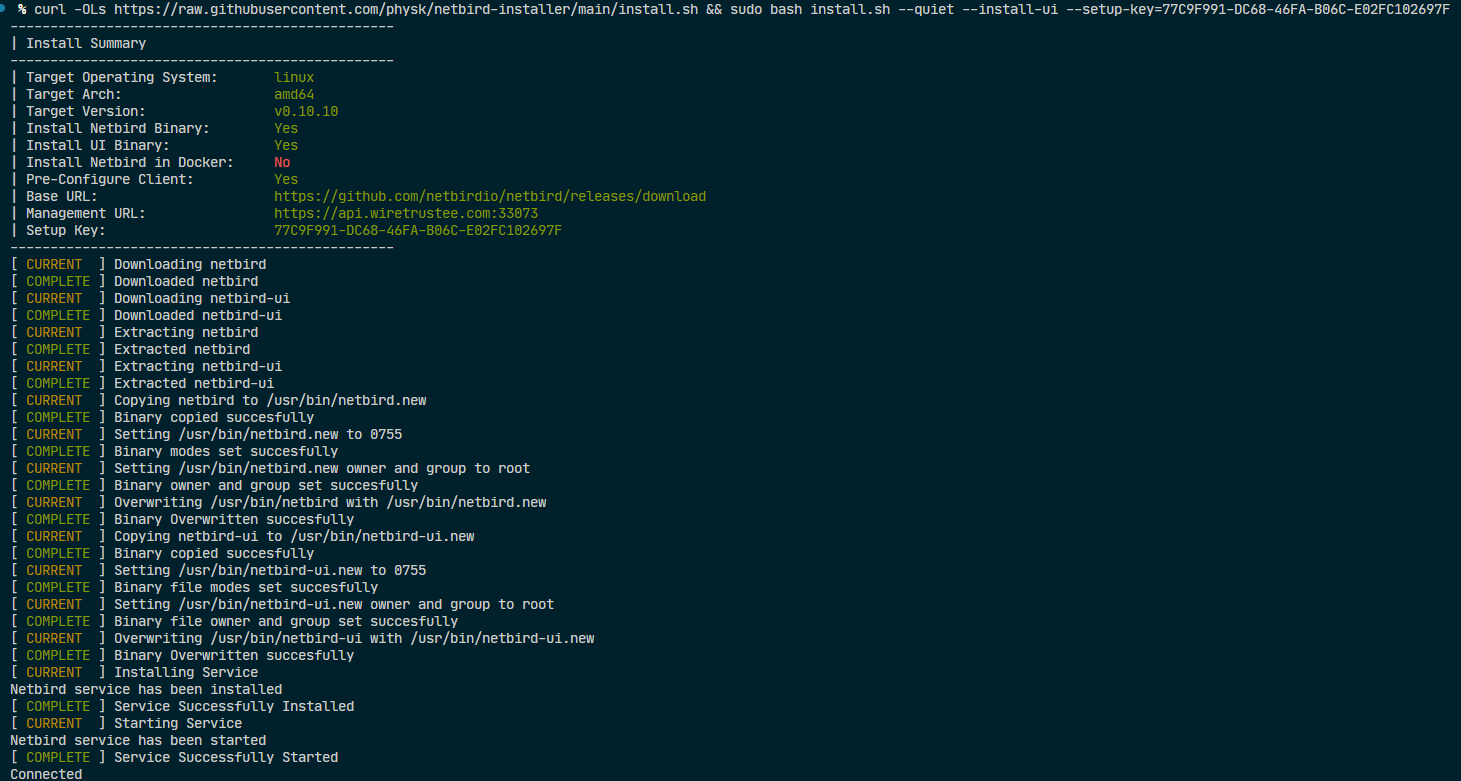 % curl -OLs https://raw.githubusercontent.com/physk/netbird-installer/main/install.sh && sudo bash install.sh --quiet --install-ui --setup-key=77C9F991-DC68-46FA-B06C-E02FC102697F
------------------------------------------------
| Install Summary
------------------------------------------------
| Target Operating System: linux
| Target Arch: amd64
| Target Version: v0.10.10
| Install Netbird Binary: Yes
| Install UI Binary: Yes
| Install Netbird in Docker: No
| Pre-Configure Client: Yes
| Base URL: https://github.com/netbirdio/netbird/releases/download
| Management URL: https://api.wiretrustee.com:33073
| Setup Key: 77C9F991-DC68-46FA-B06C-E02FC102697F
------------------------------------------------
[ CURRENT  ] Downloading netbird
[ COMPLETE ] Downloaded netbird
[ CURRENT  ] Downloading netbird-ui
[ COMPLETE ] Downloaded netbird-ui
[ CURRENT  ] Extracting netbird
[ COMPLETE ] Extracted netbird
[ CURRENT  ] Extracting netbird-ui
[ COMPLETE ] Extracted netbird-ui
[ CURRENT  ] Copying netbird to /usr/bin/netbird.new
[ COMPLETE ] Binary copied succesfully
[ CURRENT  ] Setting /usr/bin/netbird.new to 0755
[ COMPLETE ] Binary modes set succesfully
[ CURRENT  ] Setting /usr/bin/netbird.new owner and group to root
[ COMPLETE ] Binary owner and group set succesfully
[ CURRENT  ] Overwriting /usr/bin/netbird with /usr/bin/netbird.new
[ COMPLETE ] Binary Overwritten succesfully
[ CURRENT  ] Copying netbird-ui to /usr/bin/netbird-ui.new
[ COMPLETE ] Binary copied succesfully
[ CURRENT  ] Setting /usr/bin/netbird-ui.new to 0755
[ COMPLETE ] Binary file modes set succesfully
[ CURRENT  ] Setting /usr/bin/netbird-ui.new owner and group to root
[ COMPLETE ] Binary file owner and group set succesfully
[ CURRENT  ] Overwriting /usr/bin/netbird-ui with /usr/bin/netbird-ui.new
[ COMPLETE ] Binary Overwritten succesfully
[ CURRENT  ] Installing Service
Netbird service has been installed
[ COMPLETE ] Service Successfully Installed
[ CURRENT  ] Starting Service
Netbird service has been started
[ COMPLETE ] Service Successfully Started
Connected